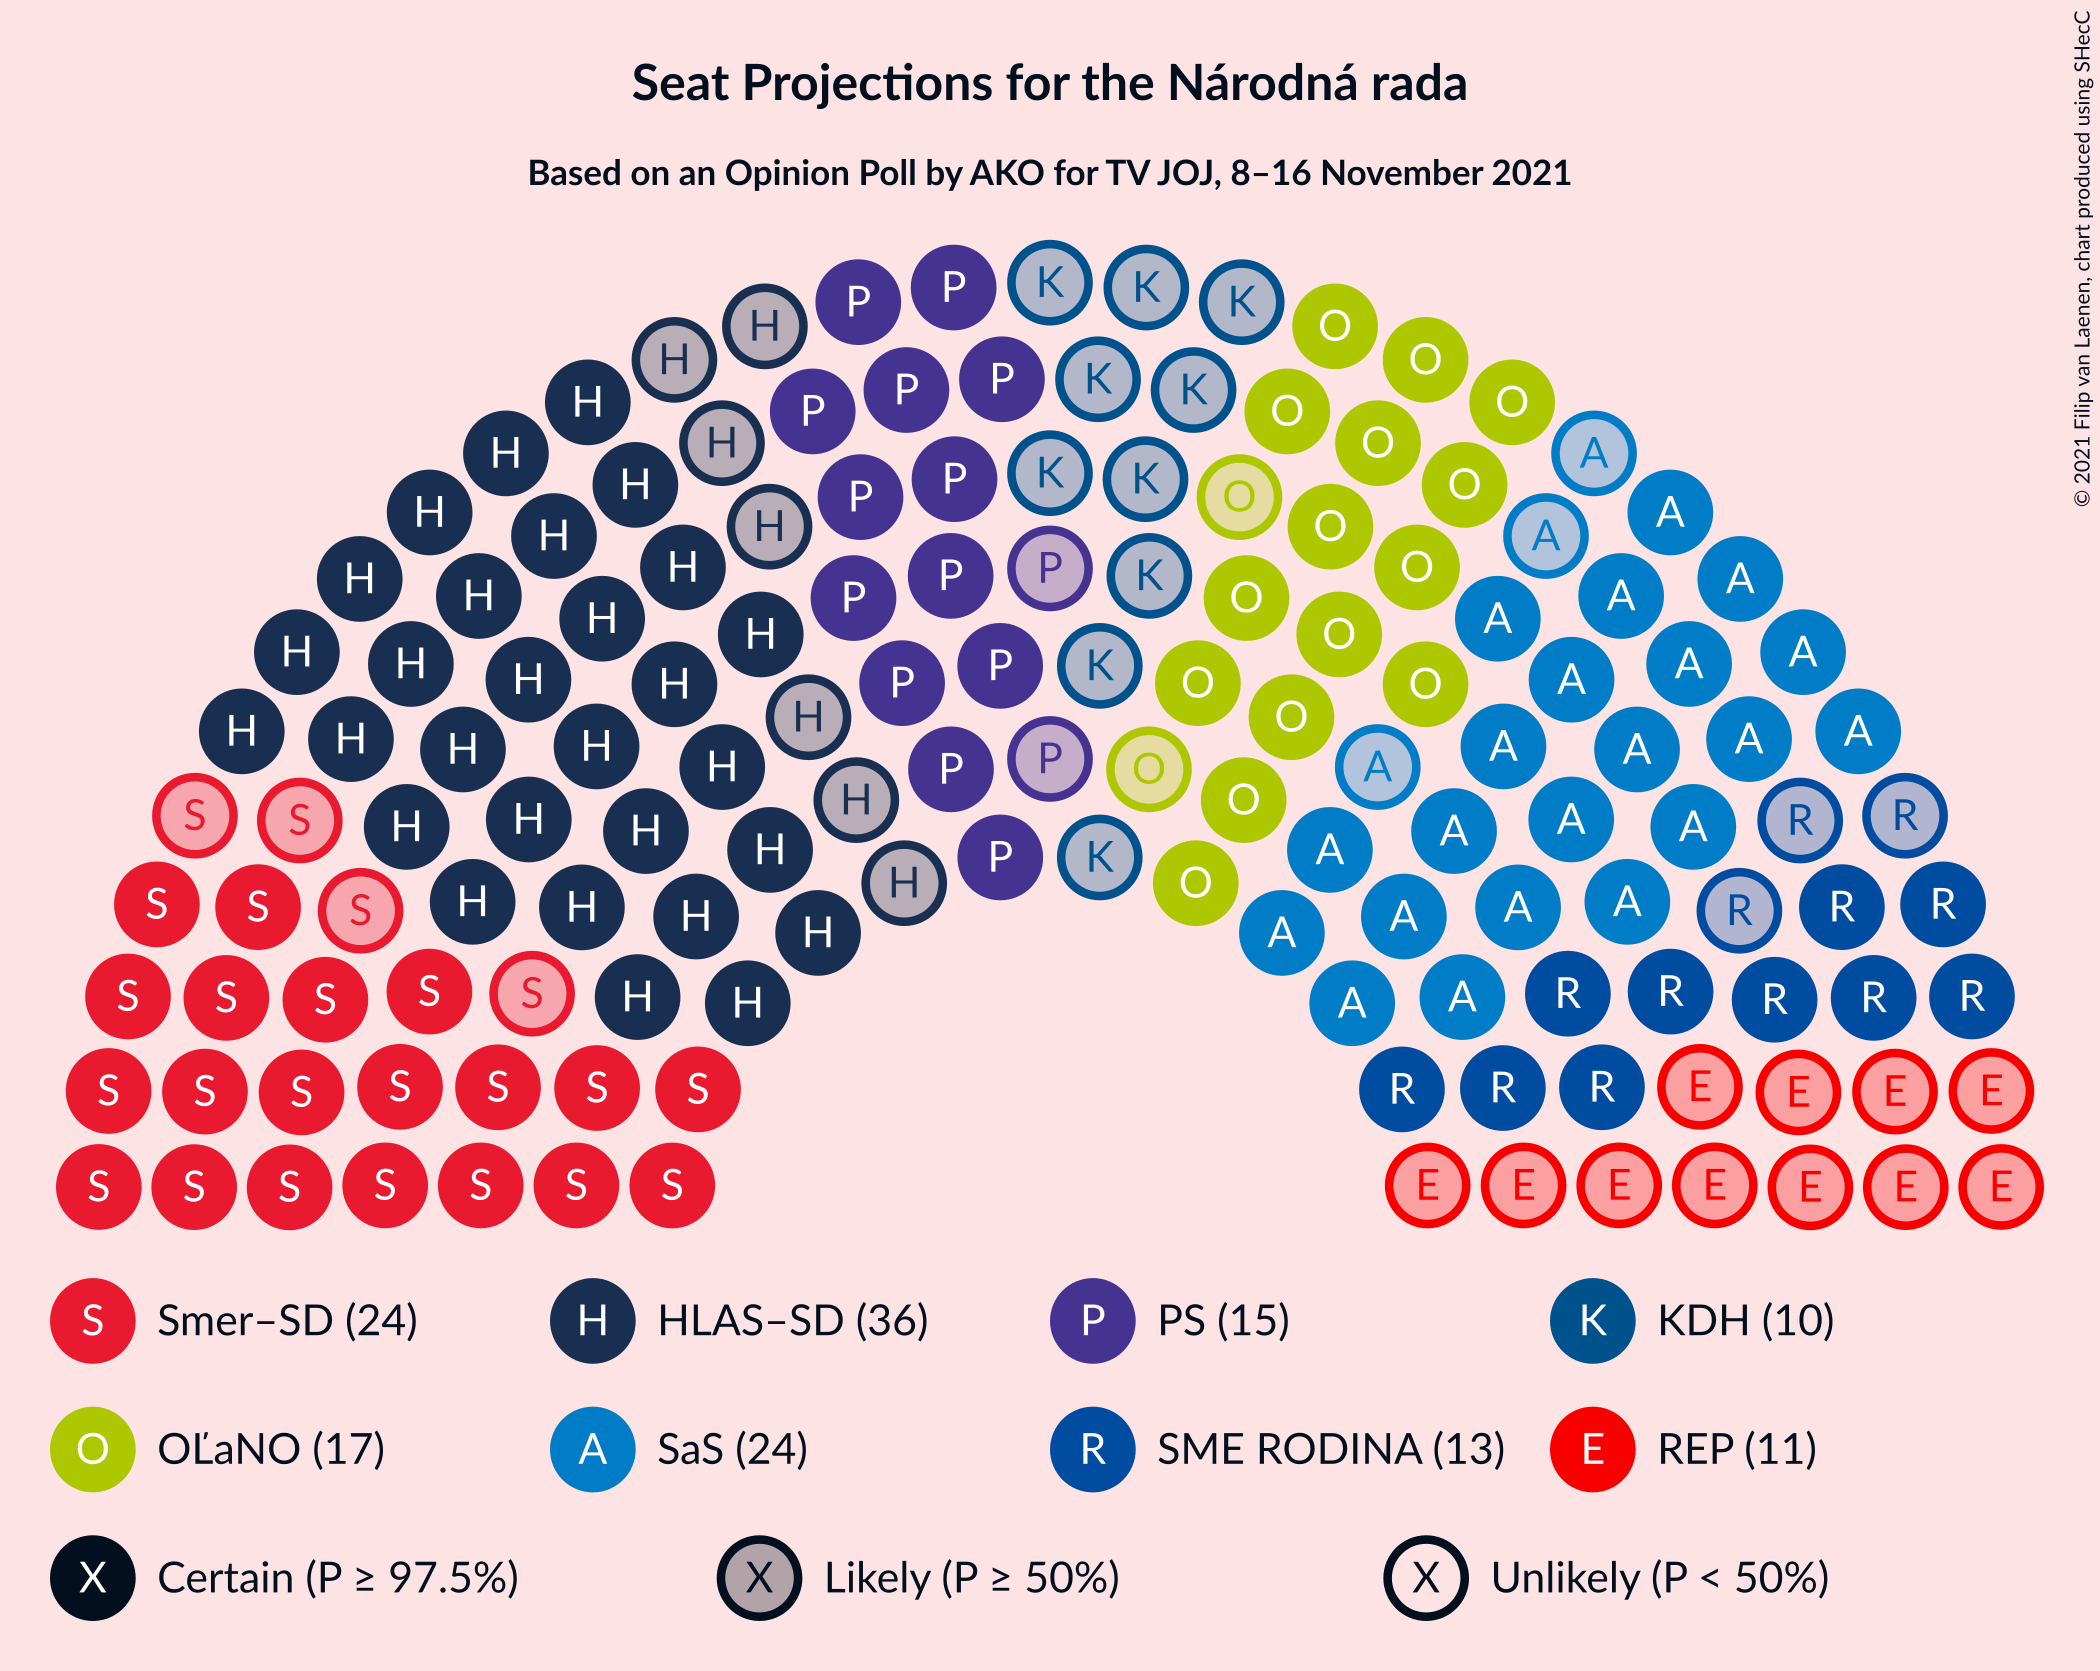 Seat Projections for the Národná rada
Based on an Opinion Poll by AKO for TV JOJ, 8–16 November 2021
© 2021 Filip van Laenen, chart produced using SHecC
K K K
P P
H O
H O
H K O
P K
H P A
P O
H H K K O A
P O
H H P O O A
H P K A
H H H P O O A A
H H P O A A
H H H P K O A A
H H P O A A
H H H H P O A A A
H H H P O A A A
S S H H H H K O A A A R R
S S S H H H H H O A A A A R R R
S S S S S H H A A R R R R R
S S S S S S S R R R E E E E
S S S S S S S E E E E E E E
S Smer–SD (24) H HLAS–SD (36) P PS (15) K KDH (10)
O OĽaNO (17) A SaS (24) R SME RODINA (13) E REP (11)
X Certain (P ≥ 97.5%) X Likely (P ≥ 50%) X Unlikely (P < 50%)